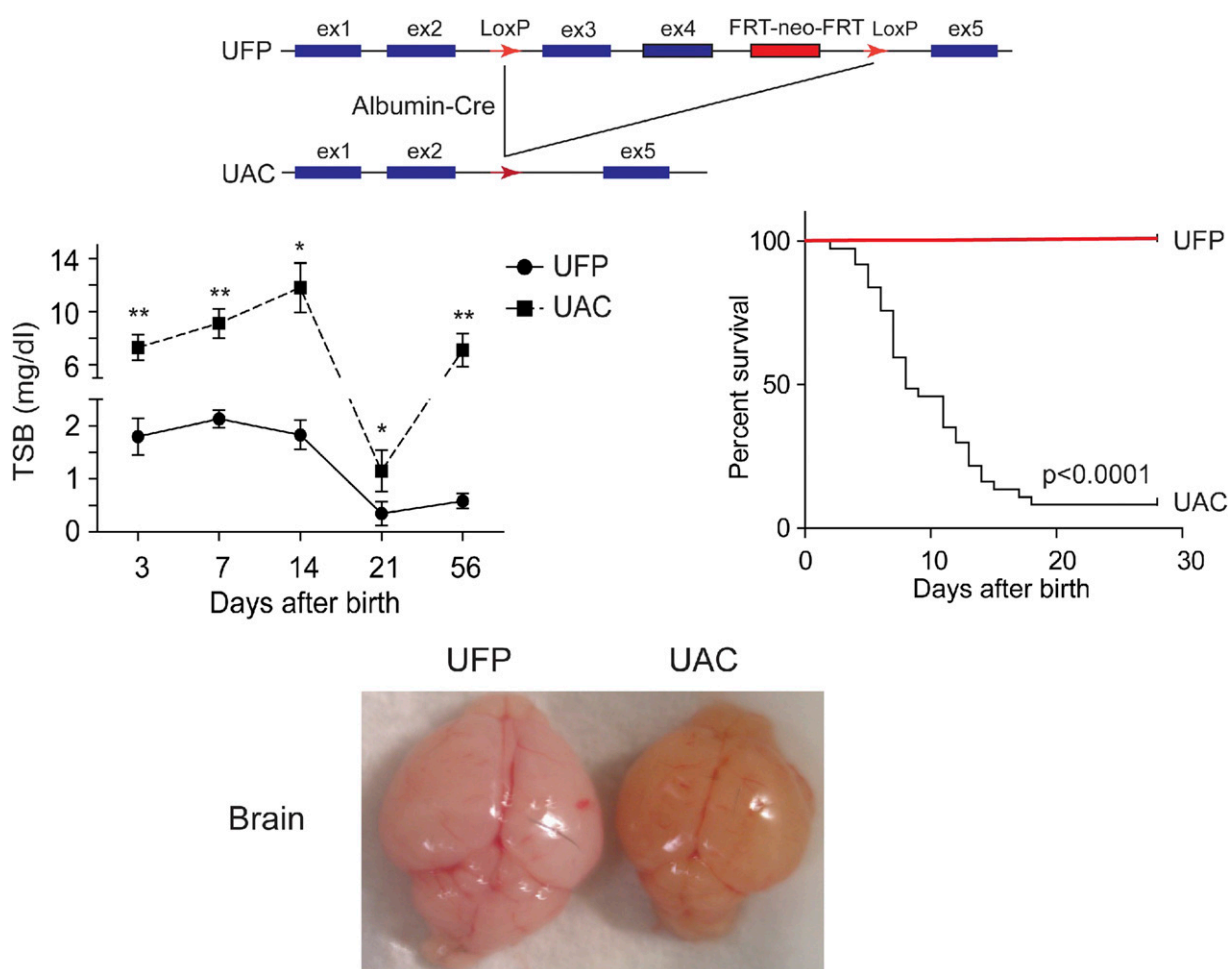 ex1 ex2 LoxP ex3 ex4 FRT-neo-FRT LoxP ex5
UFP
Albumin-Cre
ex1 ex2 ex5
UAC
14
10
6
2
1
0
TSB (mg/dl)
** ** * * **
3 7 14 21 56
Days after birth
UFP
UAC
100
50
0
Percent survival
UFP
p<0.0001
UAC
0 10 20 30
Days after birth
UFP UAC
Brain